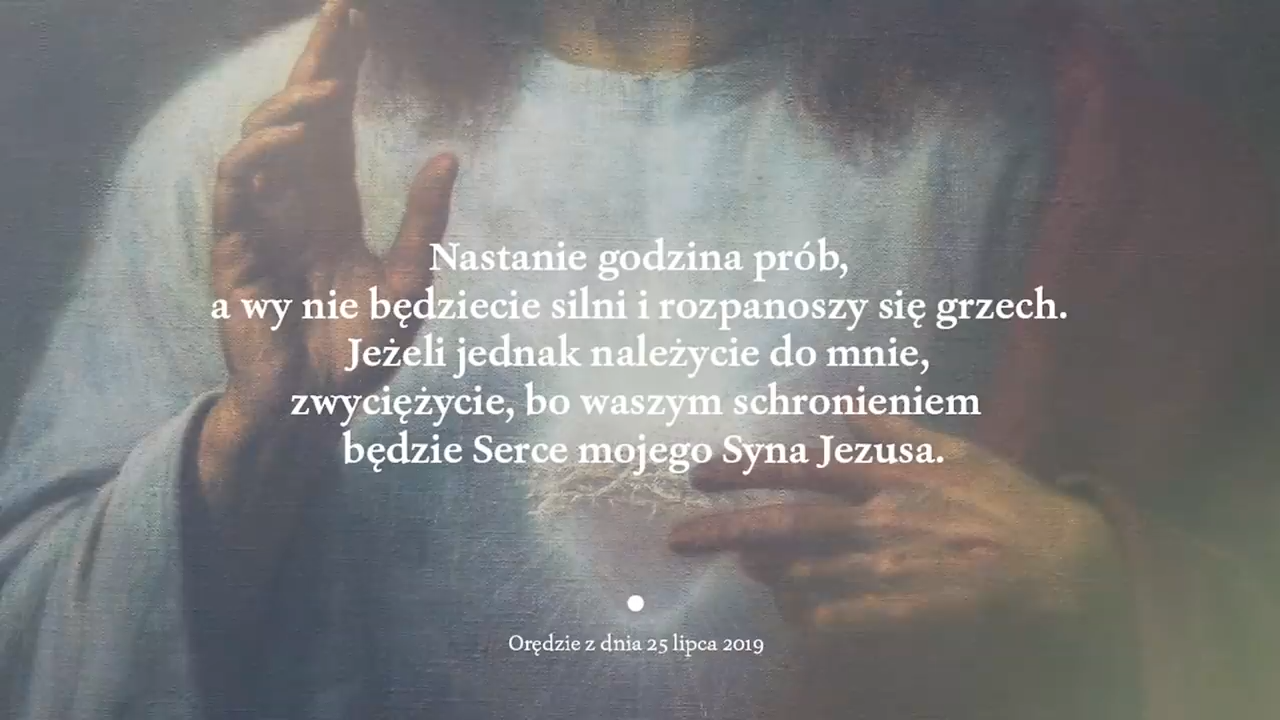 Nastanie godzina prób,
a wy nie będziecie silni i rozpanoszy się grzech.
Jeżeli jednak należycie do mnie,
zwyciężycie, bo waszym schronieniem
będzie Serce mojego Syna Jezusa.
Orędzie z dnia 25 lipca 2019